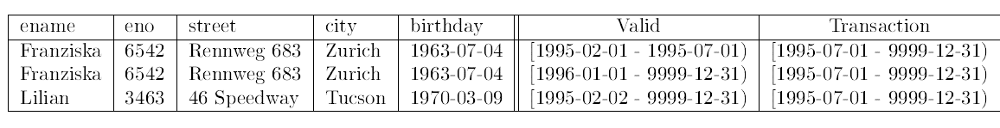 ename eno street city birthday Valid Transaction
Franziska 6542 Rennweg 683 Zurich 1963-07-04 [1995-02-01 - 1995-07-01) [1995-07-01 - 9999-12-31)
Franziska 6542 Rennweg 683 Zurich 1963-07-04 [1996-01-01 - 9999-12-31) [1995-07-01 - 9999-12-31)
Lilian 3463 46 Speedway Tucson 1970-03-09 [1995-02-02 - 9999-12-31) [1995-07-01 - 9999-12-31)